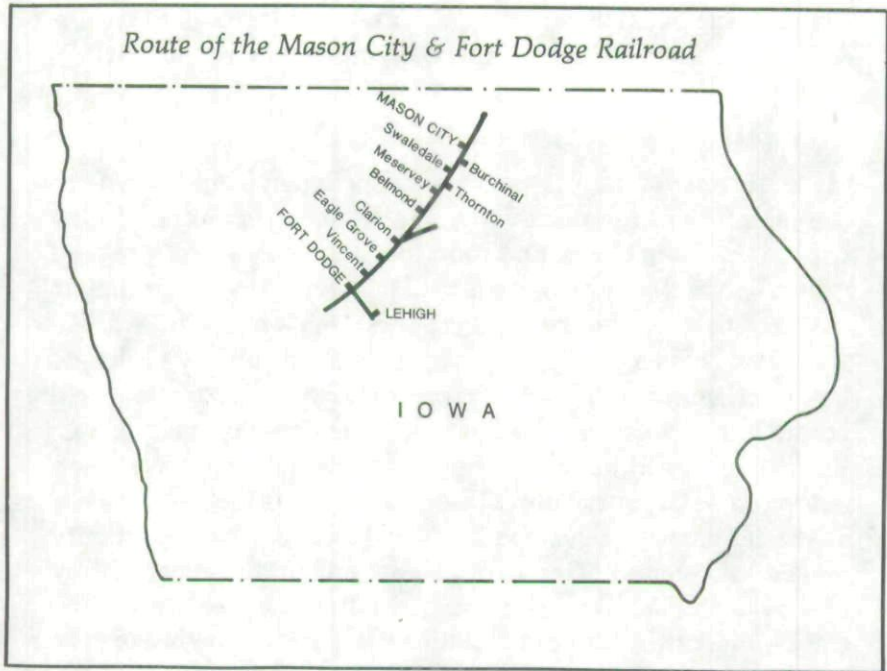 Route of the Mason City & Fort Dodge Railroad
MASON CITY
Swaledale
Meservey
Belmond
Clarion
Eagle Grove
Vincent
FORT DODGE
Burchinal
Thornton
LEHIGH
I O W A